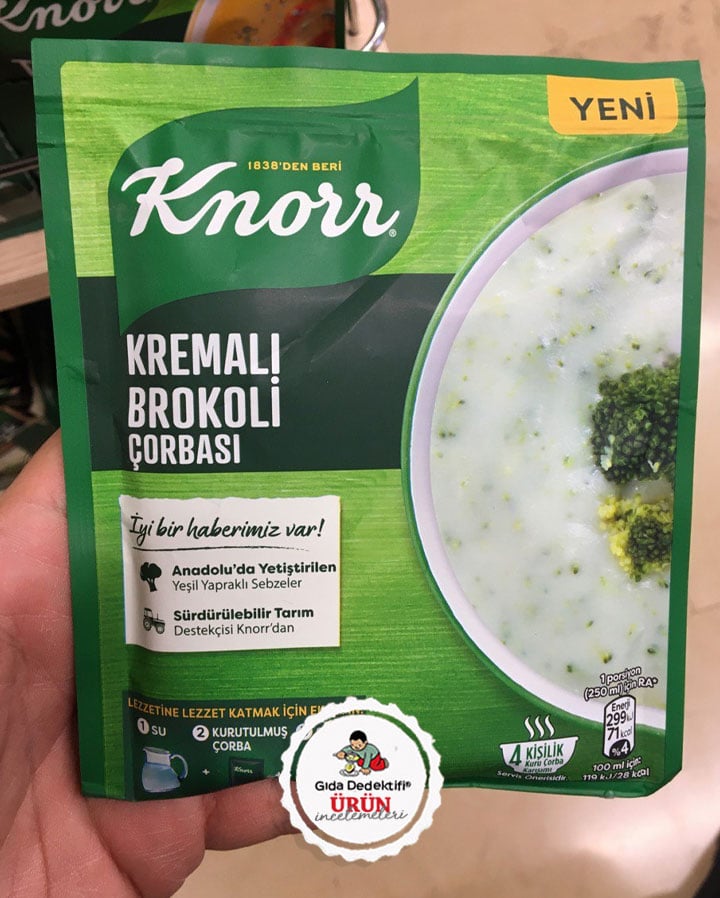 Knorr
YENİ
1838'DEN BERİ
Knorr®
KREMALI
BROKOLİ
ÇORBASI
İyi bir haberimiz var!
Anadolu'da Yetiştirilen
Yeşil Yapraklı Sebzeler
Sürdürülebilir Tarım
Destekçisi Knorr'dan
1 porsiyon
(250 ml) için RA*
Enerji
299 kJ
71 kcal
%4
100 ml için:
119 kJ/28 kcal
4 KİŞİLİK
Kuru Çorba
Karışımı
Servis Önerisidir.
LEZZETİNE LEZZET KATMAK İÇİN
1 SU
2 KURUTULMUŞ
ÇORBA
+
Knorr
Gıda Dedektifi®
ÜRÜN
incelemeleri